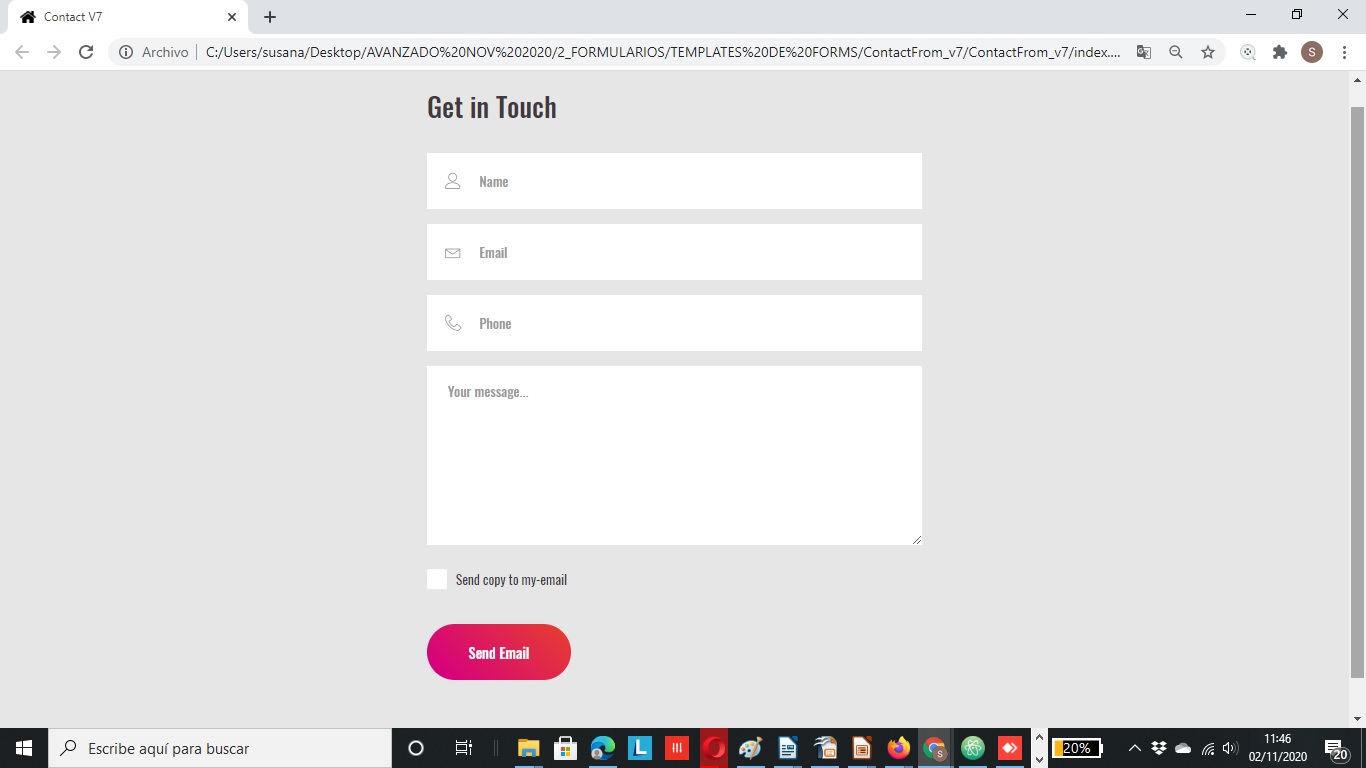 Contact V7
Archivo C:/Users/susana/Desktop/AVANZADO%20NOV%202020/2_FORMULARIOS/TEMPLATES%20DE%20FORMS/ContactFrom_v7/ContactFrom_v7/index....
S
Get in Touch
Name
Email
Phone
Your message...
Send copy to my-email
Send Email
Escribe aquí para buscar
L
S
20%
11:46
02/11/2020
20